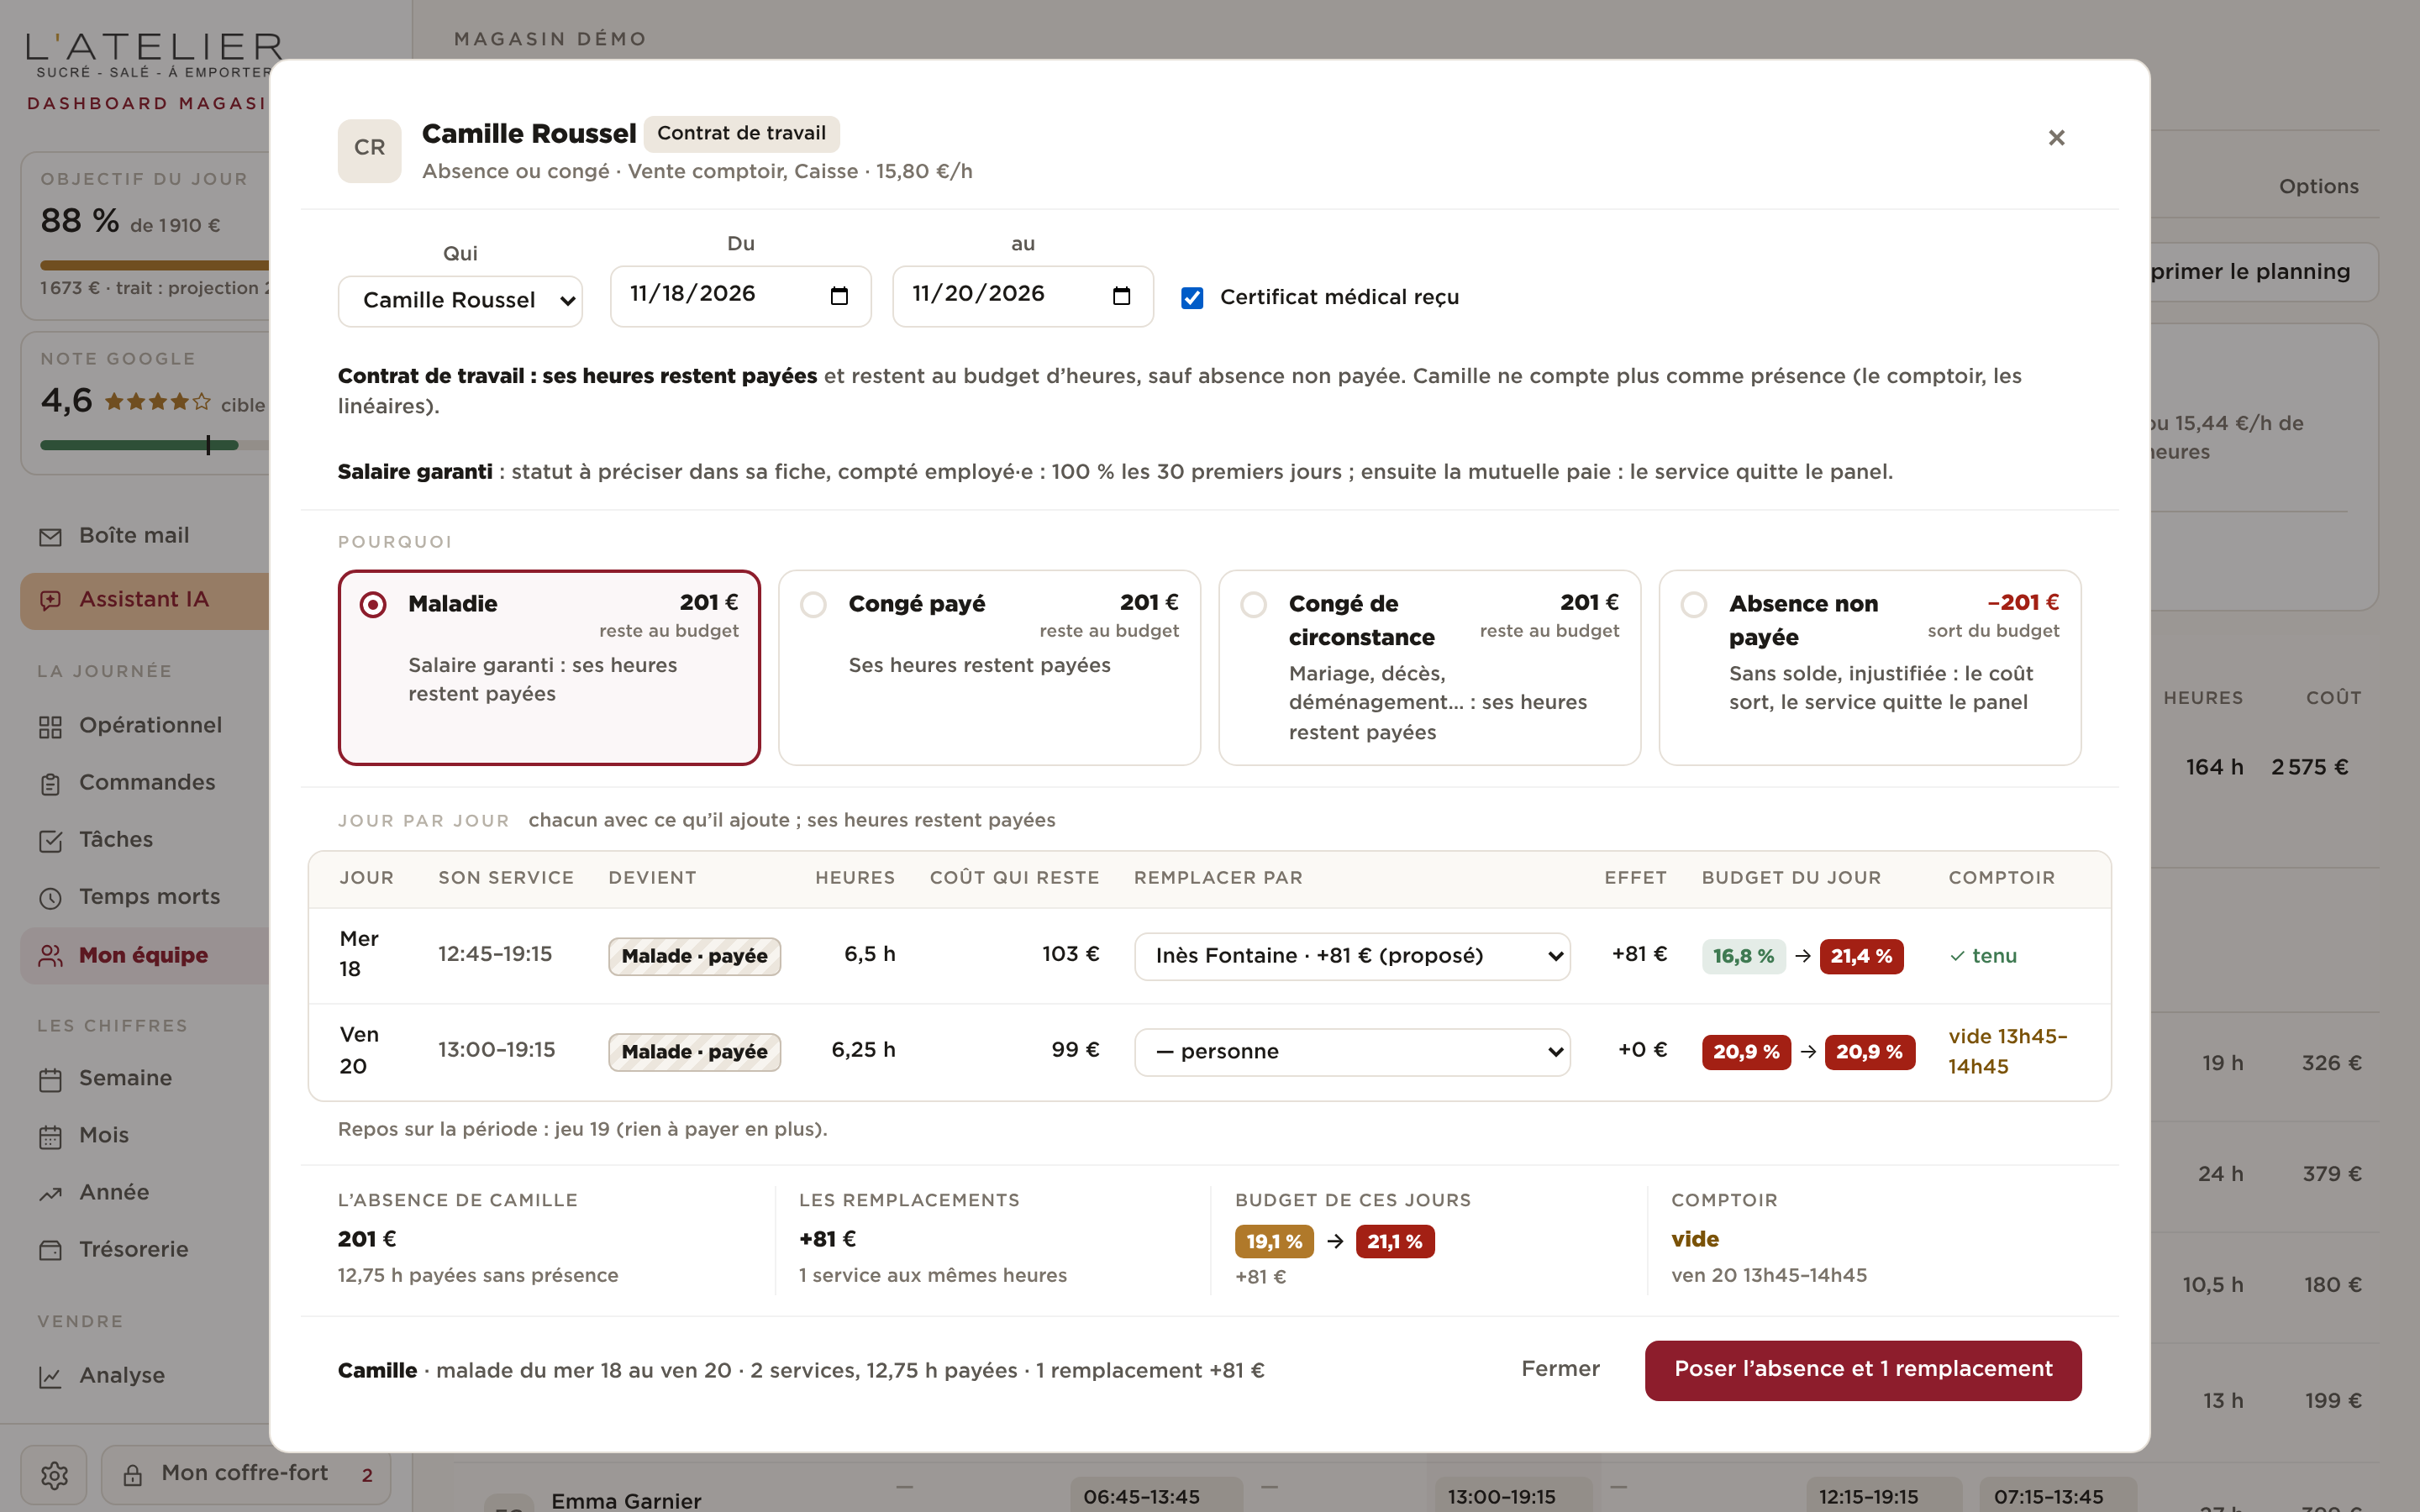 L'ATELIER
SUCRÉ - SALÉ - Á EMPORTER
DASHBOARD MAGASI
OBJECTIF DU JOUR
88 % de 1 910 €
1 673 € · trait : projection
NOTE GOOGLE
4,6 cible
Boîte mail
Assistant IA
LA JOURNÉE
Opérationnel
Commandes
Tâches
Temps morts
Mon équipe
LES CHIFFRES
Semaine
Mois
Année
Trésorerie
VENDRE
Analyse
Mon coffre-fort 2
MAGASIN DÉMO
Options
primer le planning
ou 15,44 €/h de
heures
HEURES COÛT
164 h 2 575 €
19 h 326 €
24 h 379 €
10,5 h 180 €
13 h 199 €
Camille Roussel Contrat de travail
Absence ou congé · Vente comptoir, Caisse · 15,80 €/h
×
Qui
Du
au
Camille Roussel
11/18/2026
11/20/2026
Certificat médical reçu
Contrat de travail : ses heures restent payées et restent au budget d’heures, sauf absence non payée. Camille ne compte plus comme présence (le comptoir, les
linéaires).
Salaire garanti : statut à préciser dans sa fiche, compté employé·e : 100 % les 30 premiers jours ; ensuite la mutuelle paie : le service quitte le panel.
POURQUOI
Maladie 201 €
reste au budget
Salaire garanti : ses heures
restent payées
Congé payé 201 €
reste au budget
Ses heures restent payées
Congé de 201 €
circonstance reste au budget
Mariage, décès,
déménagement… : ses heures
restent payées
Absence non −201 €
payée sort du budget
Sans solde, injustifiée : le coût
sort, le service quitte le panel
JOUR PAR JOUR chacun avec ce qu’il ajoute ; ses heures restent payées
JOUR SON SERVICE DEVIENT HEURES COÛT QUI RESTE REMPLACER PAR EFFET BUDGET DU JOUR COMPTOIR
Mer
18
12:45–19:15 Malade · payée 6,5 h 103 € Inès Fontaine · +81 € (proposé) +81 € 16,8 % → 21,4 % ✓ tenu
Ven
20
13:00–19:15 Malade · payée 6,25 h 99 € — personne +0 € 20,9 % → 20,9 % vide 13h45–
14h45
Repos sur la période : jeu 19 (rien à payer en plus).
L’ABSENCE DE CAMILLE
201 €
12,75 h payées sans présence
LES REMPLACEMENTS
+81 €
1 service aux mêmes heures
BUDGET DE CES JOURS
19,1 % → 21,1 %
+81 €
COMPTOIR
vide
ven 20 13h45–14h45
Camille · malade du mer 18 au ven 20 · 2 services, 12,75 h payées · 1 remplacement +81 €
Fermer
Poser l’absence et 1 remplacement
Emma Garnier
— 06:45–13:45 — 13:00–19:15 — 12:15–19:15 07:15–13:45